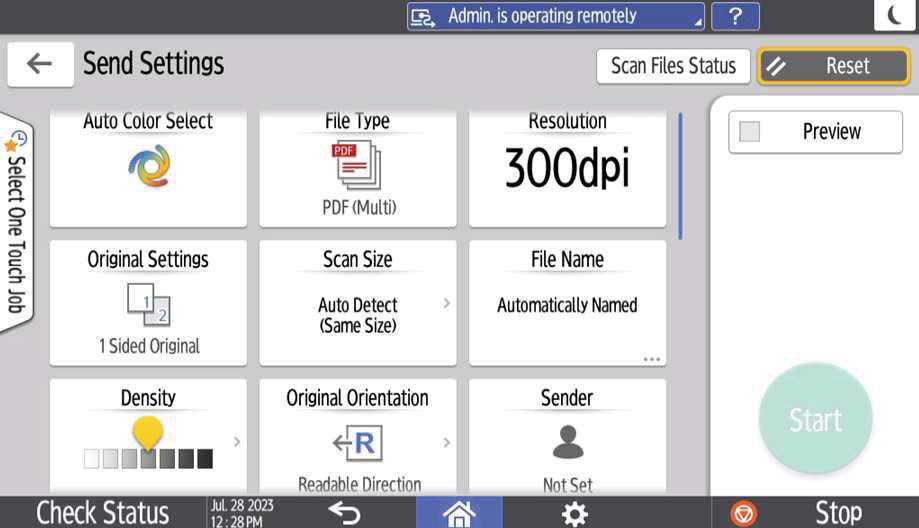 Admin. is operating remotely
?
Send Settings
Scan Files Status
Reset
Select One Touch Job
Auto Color Select
File Type
PDF
PDF (Multi)
Resolution
300dpi
Preview
Original Settings
1
2
1 Sided Original
Scan Size
Auto Detect
(Same Size)
File Name
Automatically Named
...
Density
Original Orientation
R
Readable Direction
Sender
Not Set
Start
Check Status
Jul. 28 2023
12:28 PM
Stop